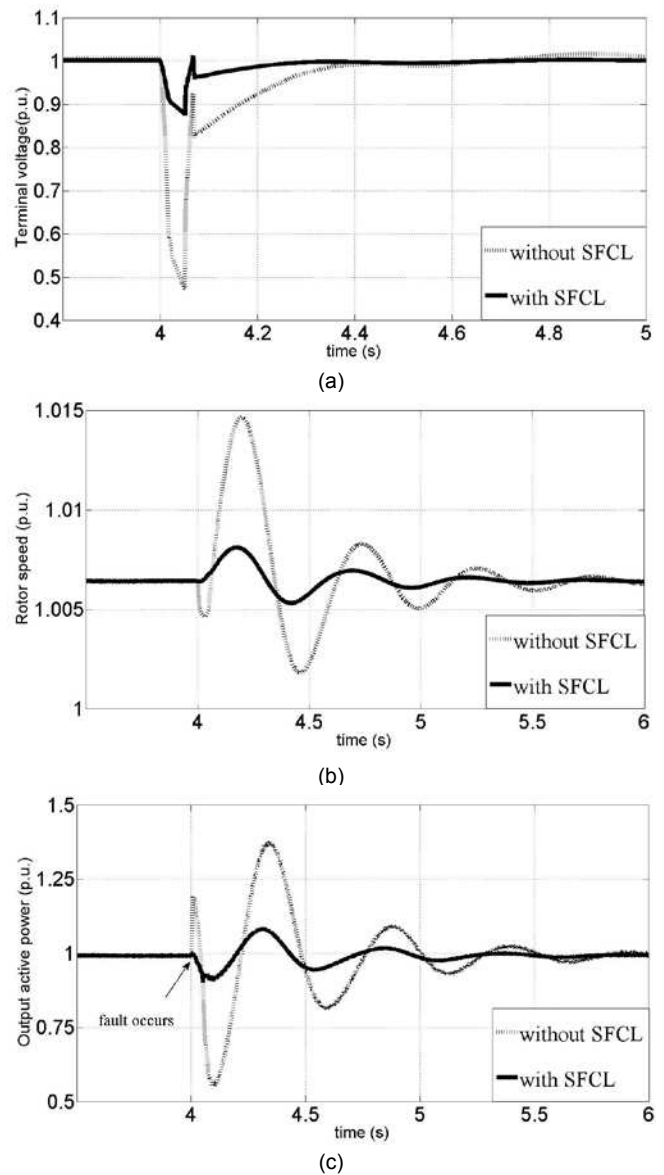 1.1
1
0.9
0.8
0.7
0.6
0.5
0.4
Terminal voltage(p.u.)
without SFCL
with SFCL
4 4.2 4.4 4.6 4.8 5
time (s)
(a)
1.015
1.01
1.005
1
Rotor speed (p.u.)
without SFCL
with SFCL
4 4.5 5 5.5 6
time (s)
(b)
1.5
1.25
1
0.75
0.5
Output active power (p.u.)
fault occurs
without SFCL
with SFCL
4 4.5 5 5.5 6
time (s)
(c)